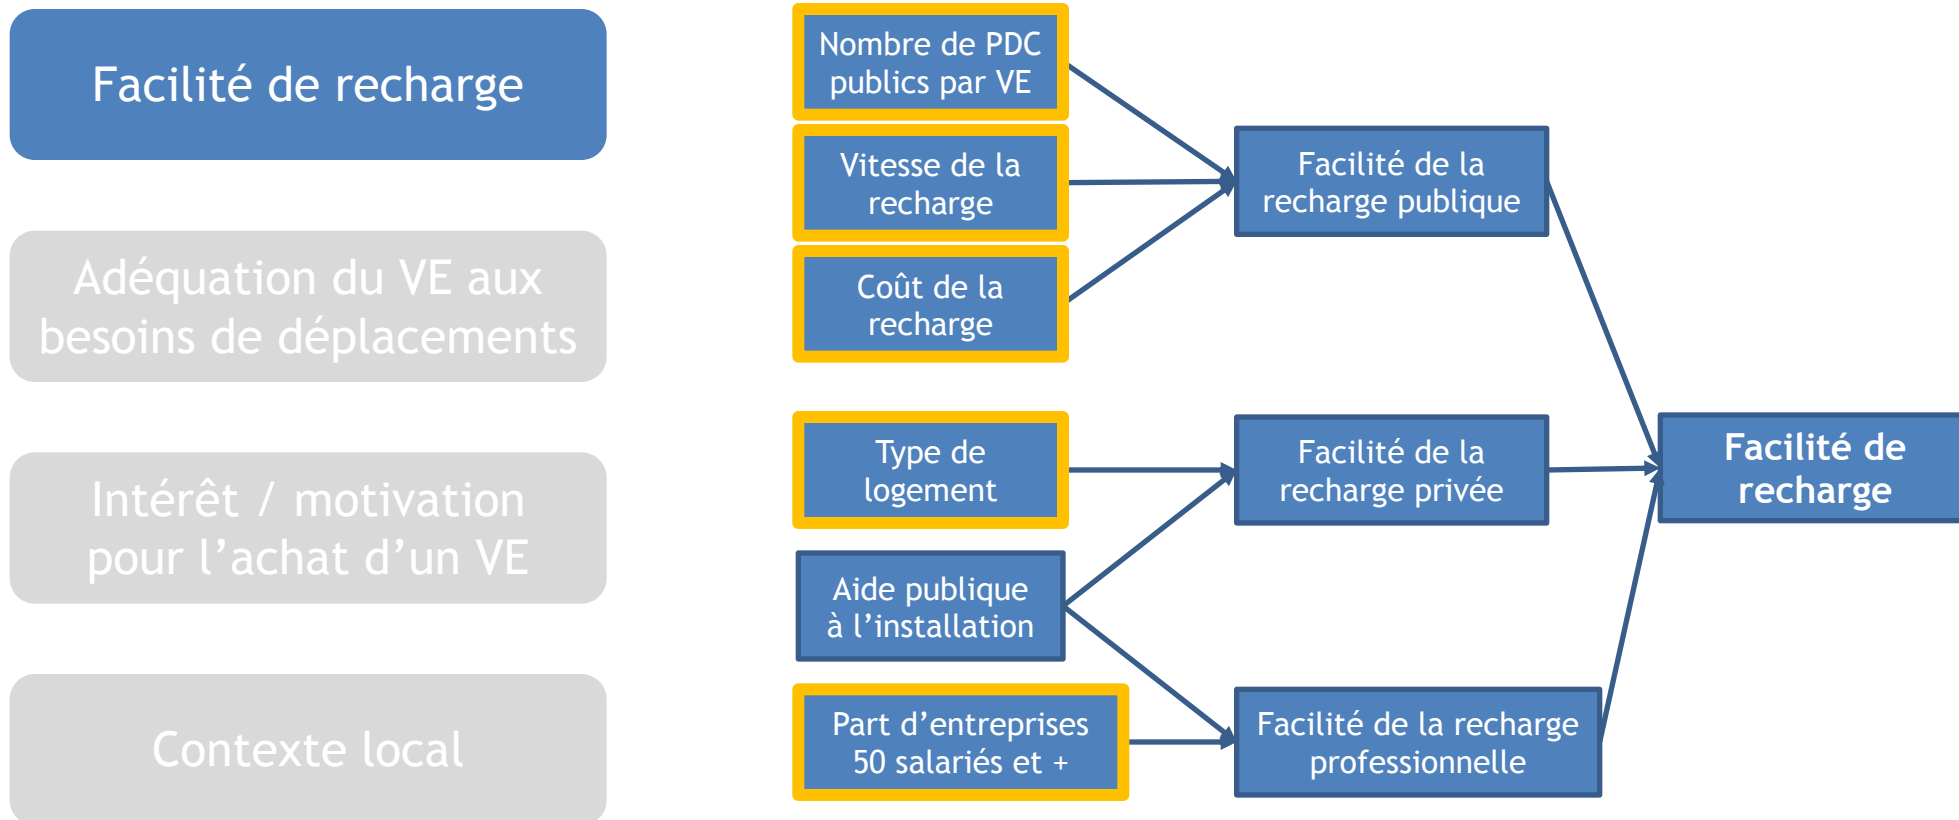 Facilité de recharge
Adéquation du VE aux
besoins de déplacements
Intérêt / motivation
pour l’achat d’un VE
Contexte local
Nombre de PDC
publics par VE
Vitesse de la
recharge
Coût de la
recharge
Type de
logement
Aide publique
à l’installation
Part d’entreprises
50 salariés et +
Facilité de la
recharge publique
Facilité de la
recharge privée
Facilité de la recharge
professionnelle
Facilité de
recharge